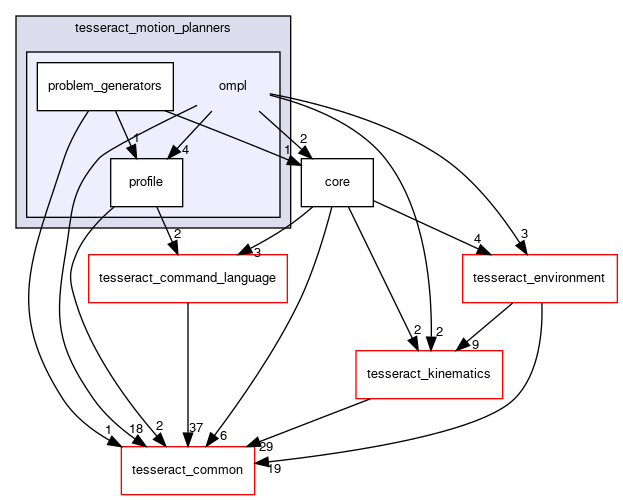 tesseract_motion_planners
problem_generators
ompl
1
4
1
2
profile
core
2
3
4
3
tesseract_command_language
tesseract_environment
2
2
9
tesseract_kinematics
1
18
2
37
6
29
19
tesseract_common